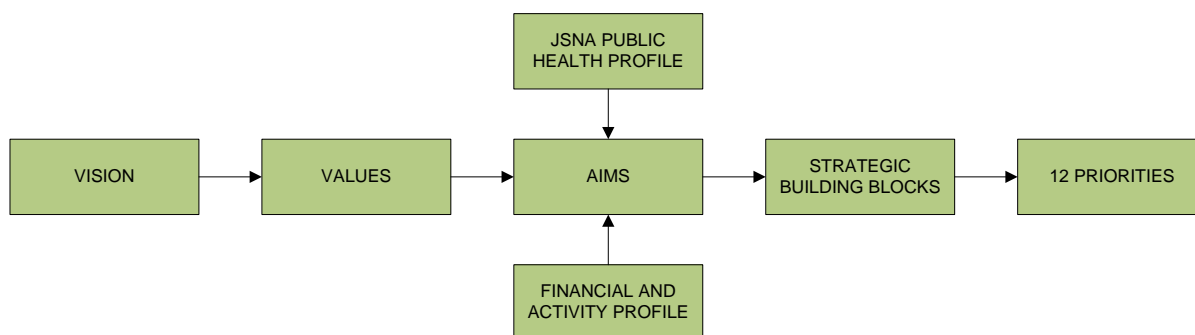 JSNA PUBLIC
HEALTH PROFILE
VISION
VALUES
AIMS
STRATEGIC
BUILDING BLOCKS
12 PRIORITIES
FINANCIAL AND
ACTIVITY PROFILE